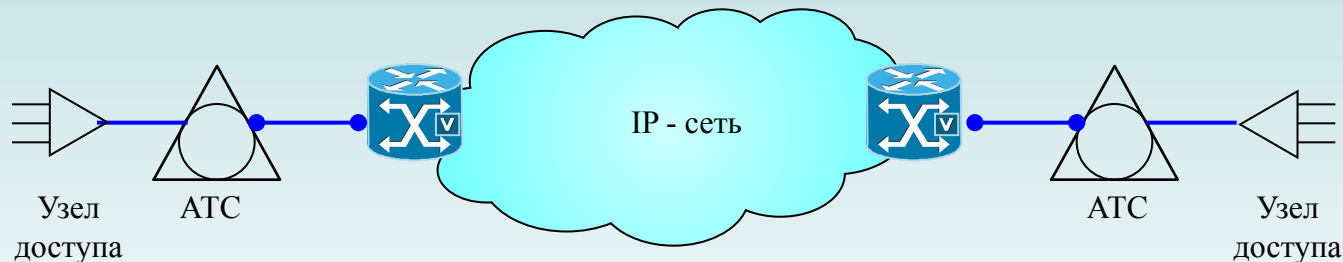 IP - сеть
V
V
Узел
доступа
АТС
АТС
Узел
доступа